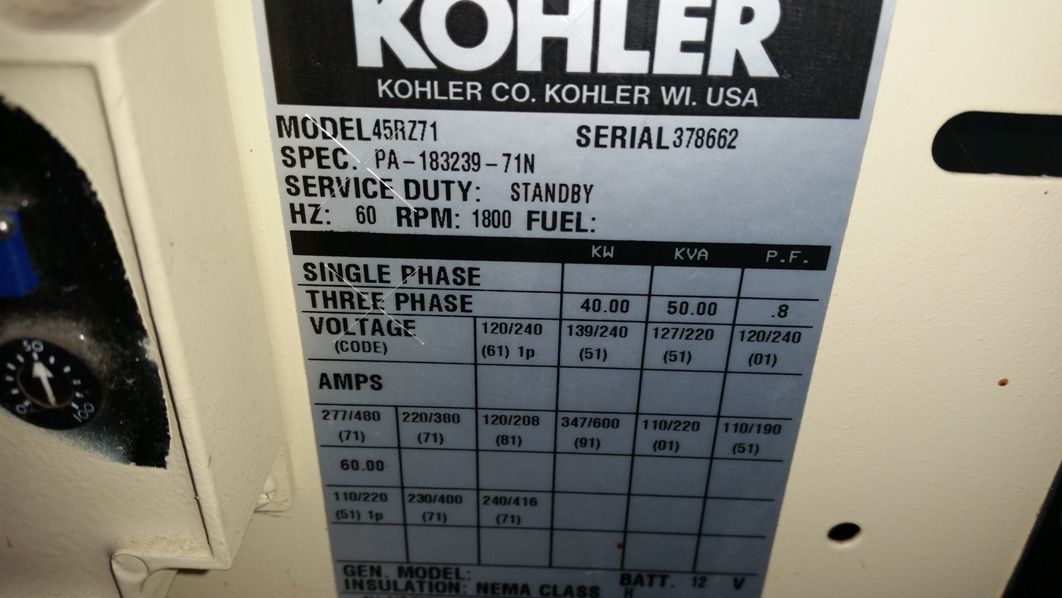 KOHLER
KOHLER CO. KOHLER WI. USA
MODEL 45RZ71 SERIAL 378662
SPEC. PA-183239-71N
SERVICE DUTY: STANDBY
HZ: 60 RPM: 1800 FUEL:
KW KVA P.F.
SINGLE PHASE
THREE PHASE 40.00 50.00 .8
VOLTAGE 120/240 139/240 127/220 120/240
(CODE) (61) 1p (51) (51) (01)
AMPS
277/480 220/380 120/208 347/600 110/220 110/190
(71) (71) (81) (91) (01) (51)
60.00
110/220 230/400 240/416
(51) 1p (71) (71)
GEN. MODEL: BATT. 12 V
INSULATION: NEMA CLASS H
0 50 100